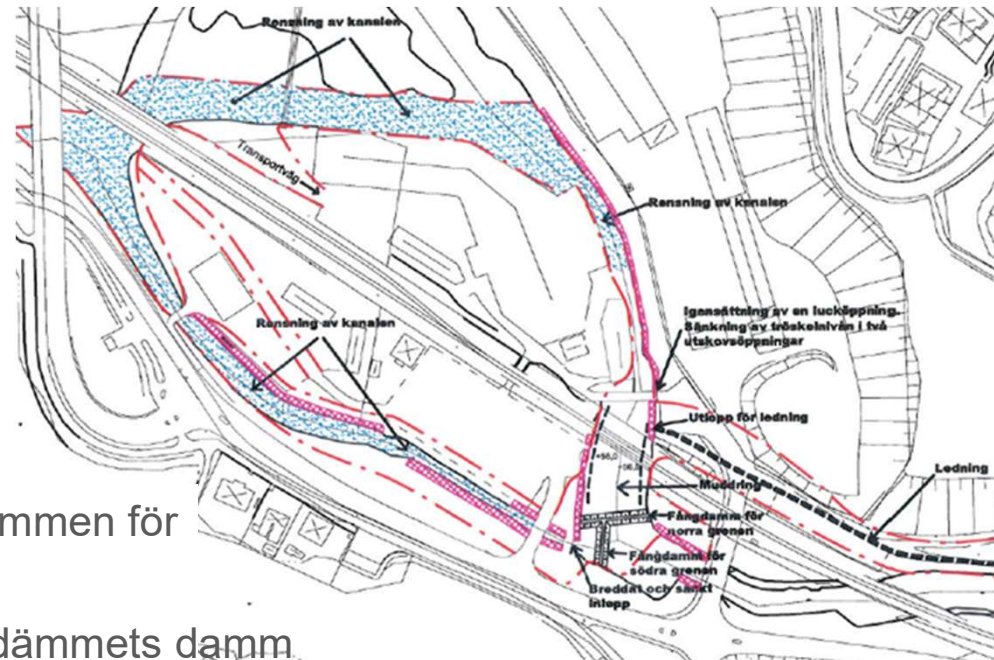 Rensning av kanalen
Transportväg
Rensning av kanalen
Igensättning av en lucköppning.
Sänkning av tröskelnivån i två
utskovsöppningar
Rensning av kanalen
Utlopp för ledning
Ledning
Muddring
mmen för
Fångdamm för
norra grenen
Fångdamm för
södra grenen
Breddat och sänkt
inlopp
dämmets damm